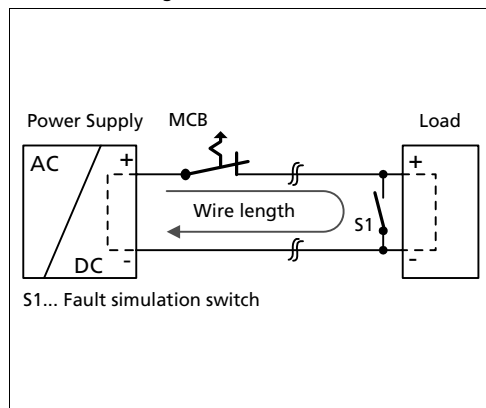 Power Supply
MCB
Load
AC
+
+
Wire length
S1
-
-
DC
S1... Fault simulation switch